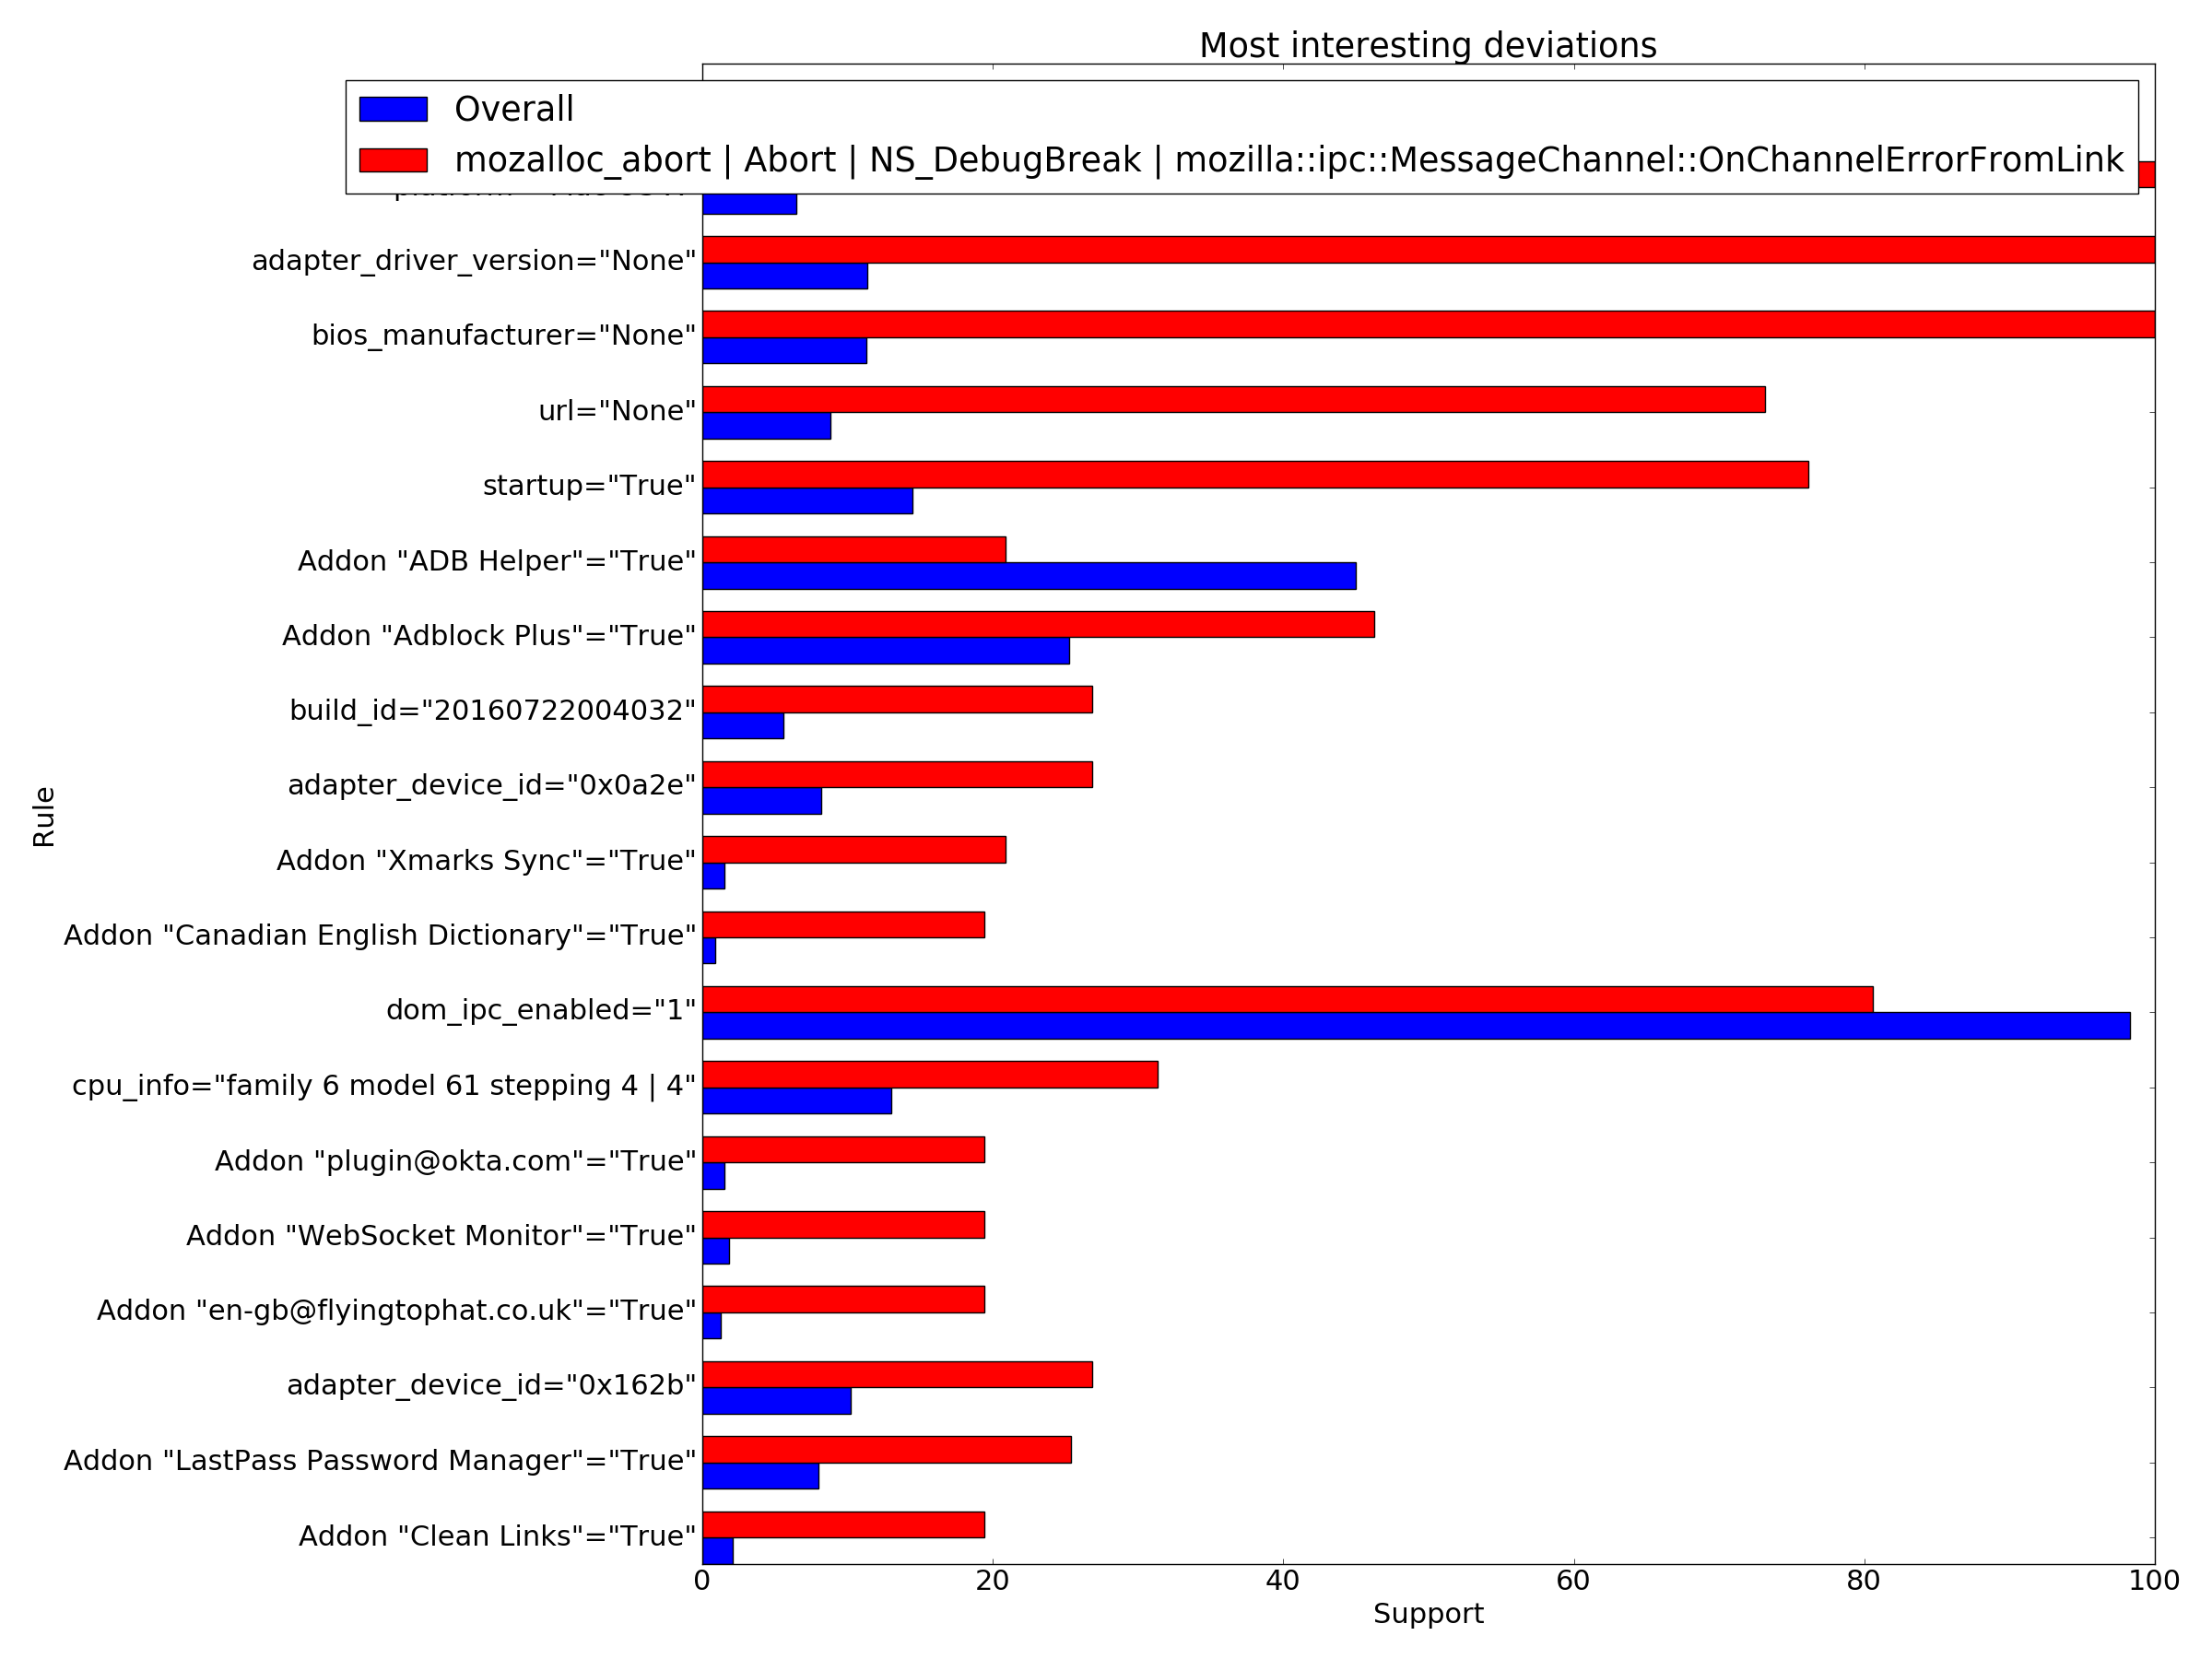 Most interesting deviations
Overall
mozalloc_abort | Abort | NS_DebugBreak | mozilla::ipc::MessageChannel::OnChannelErrorFromLink
adapter_driver_version="None"
bios_manufacturer="None"
url="None"
startup="True"
Addon "ADB Helper"="True"
Addon "Adblock Plus"="True"
build_id="20160722004032"
adapter_device_id="0x0a2e"
Addon "Xmarks Sync"="True"
Addon "Canadian English Dictionary"="True"
dom_ipc_enabled="1"
cpu_info="family 6 model 61 stepping 4 | 4"
Addon "plugin@okta.com"="True"
Addon "WebSocket Monitor"="True"
Addon "en-gb@flyingtophat.co.uk"="True"
adapter_device_id="0x162b"
Addon "LastPass Password Manager"="True"
Addon "Clean Links"="True"
Rule
0 20 40 60 80 100
Support